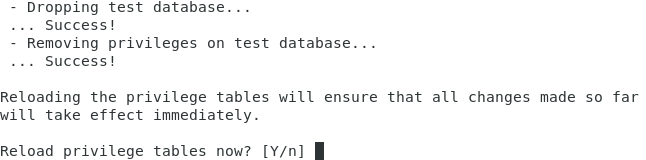 - Dropping test database...
... Success!
- Removing privileges on test database...
... Success!
Reloading the privilege tables will ensure that all changes made so far
will take effect immediately.
Reload privilege tables now? [Y/n]